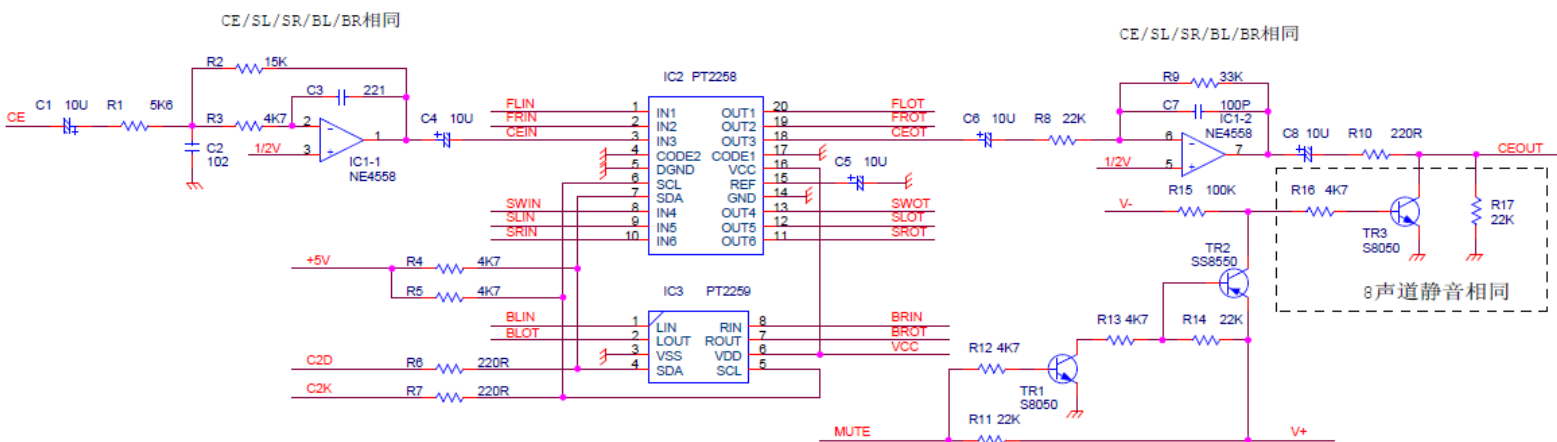 CE/SL/SR/BL/BR相同
CE/SL/SR/BL/BR相同
R2 15K
C3 221
C1 10U R1 5K6
R3 4K7
CE
C2
102
1/2V
2
3
1
IC1-1
NE4558
C4 10U
IC2 PT2258
FLIN 1 IN1 OUT1 20 FLOT
FRIN 2 IN2 OUT2 19 FROT
CEIN 3 IN3 OUT3 18 CEOT
4 CODE2 CODE1 17
5 DGND VCC 16
6 SCL REF 15
7 SDA GND 14
SWIN 8 IN4 OUT4 13 SWOT
SLIN 9 IN5 OUT5 12 SLOT
SRIN 10 IN6 OUT6 11 SROT
C5 10U
+5V
R4 4K7
R5 4K7
IC3 PT2259
BLIN 1 LIN RIN 8 BRIN
BLOT 2 LOUT ROUT 7 BROT
3 VSS VDD 6 VCC
4 SDA SCL 5
C2D R6 220R
C2K R7 220R
R9 33K
C7 100P
IC1-2
NE4558
C6 10U R8 22K
6
5
7
1/2V
C8 10U R10 220R
CEOUT
R15 100K
V-
R16 4K7
TR3
S8050
R17
22K
8声道静音相同
TR2
SS8550
R13 4K7 R14 22K
R12 4K7
TR1
S8050
R11 22K
MUTE
V+